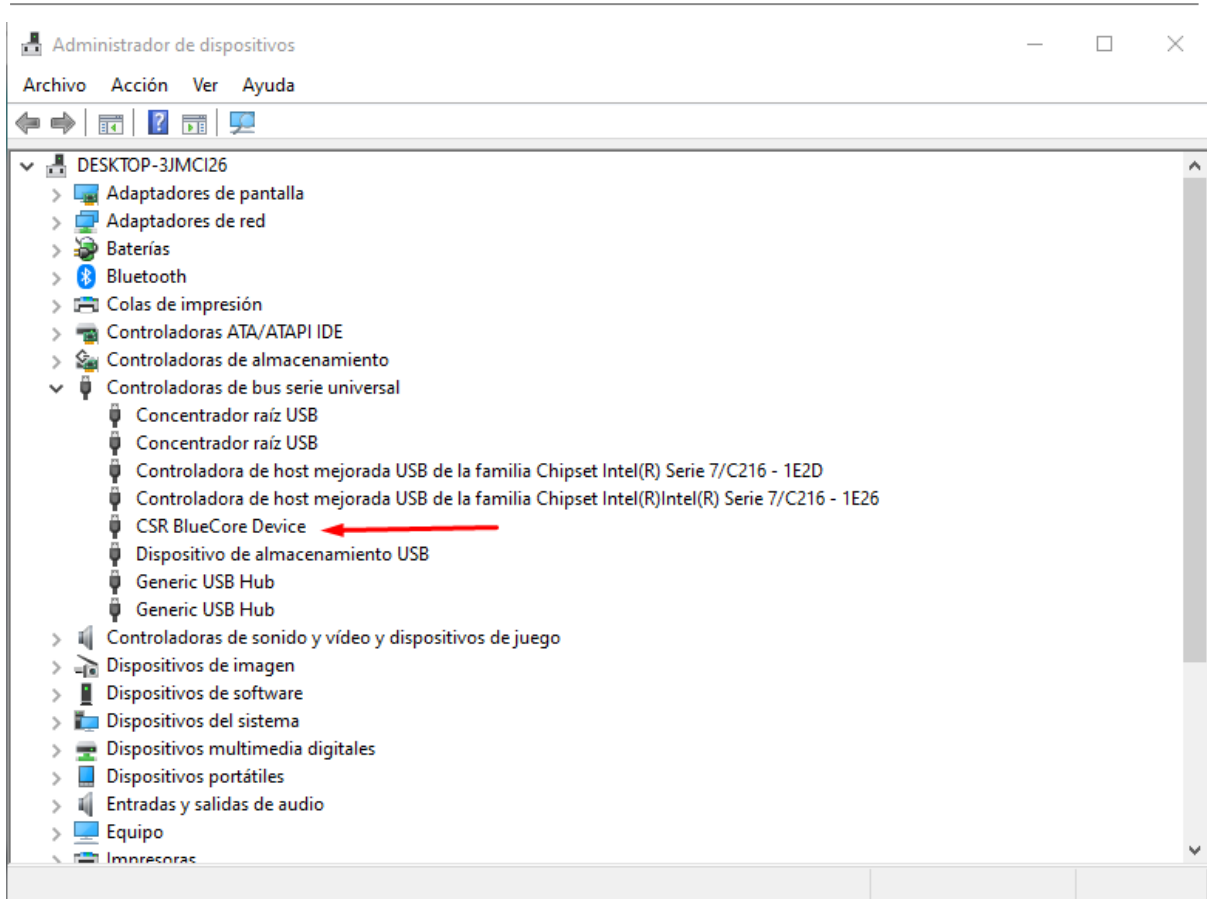 Administrador de dispositivos
Archivo Acción Ver Ayuda
DESKTOP-3JMCI26
Adaptadores de pantalla
Adaptadores de red
Baterías
Bluetooth
Colas de impresión
Controladoras ATA/ATAPI IDE
Controladoras de almacenamiento
Controladoras de bus serie universal
Concentrador raíz USB
Concentrador raíz USB
Controladora de host mejorada USB de la familia Chipset Intel(R) Serie 7/C216 - 1E2D
Controladora de host mejorada USB de la familia Chipset Intel(R)Intel(R) Serie 7/C216 - 1E26
CSR BlueCore Device
Dispositivo de almacenamiento USB
Generic USB Hub
Generic USB Hub
Controladoras de sonido y vídeo y dispositivos de juego
Dispositivos de imagen
Dispositivos de software
Dispositivos del sistema
Dispositivos multimedia digitales
Dispositivos portátiles
Entradas y salidas de audio
Equipo
Impresoras